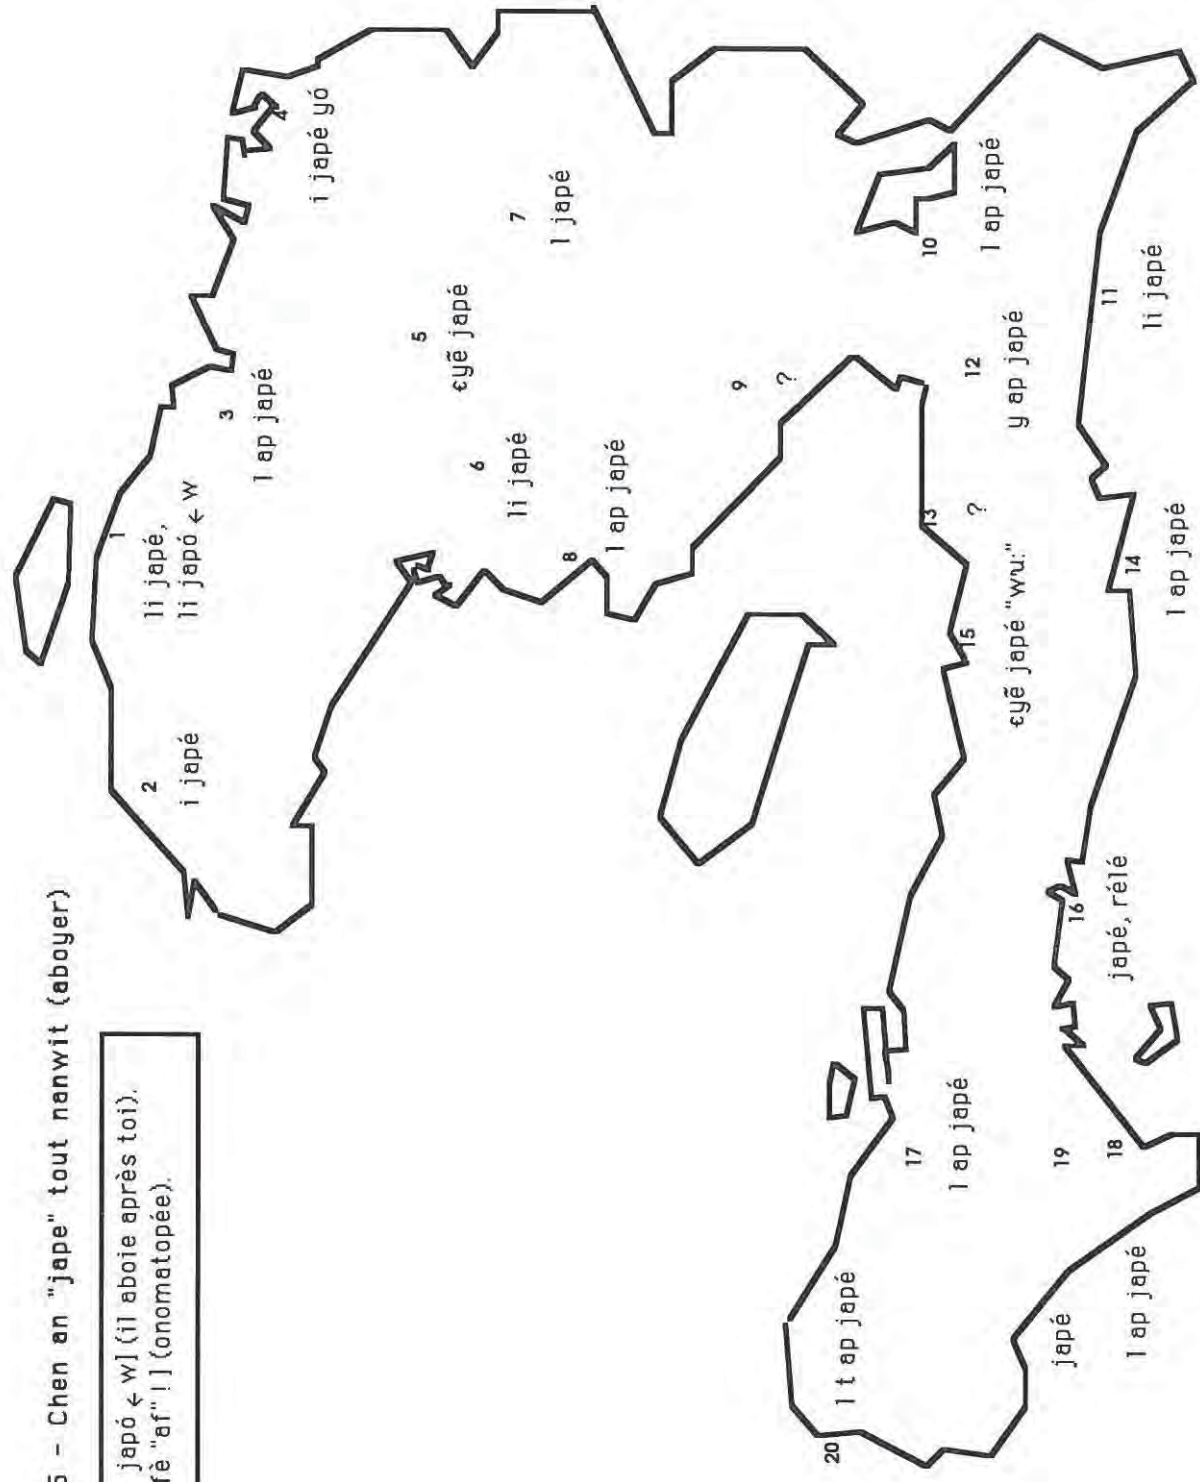 6 - Chen an "jape" tout nanwit (aboyer)
japó ← w] (il aboie après toi).
fè "af" ! ] (onomatopée).
1
li japé,
li japó ← w
2
i japé
3
l ap japé
4
i japé yó
5
ɛyẽ japé
6
li japé
7
l japé
8
l ap japé
9
?
10
l ap japé
11
li japé
12
y ap japé
13
?
14
l ap japé
15
ɛyẽ japé "w'u:"
16
japé, rélé
17
l ap japé
18
l ap japé
19
japé
20
l t ap japé